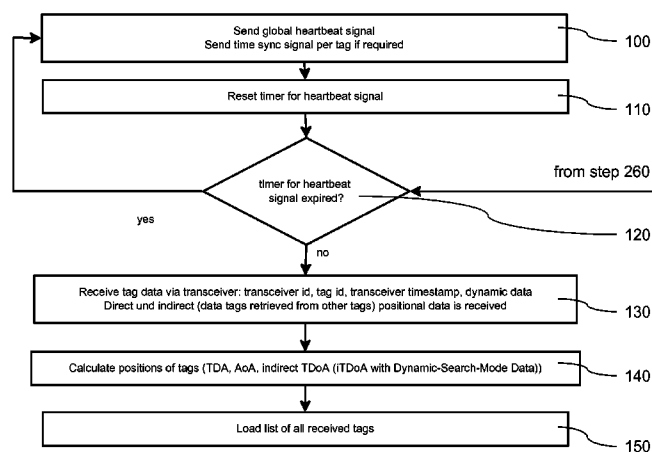 Send global heartbeat signal
Send time sync signal per tag if required
100
Reset timer for heartbeat signal
110
from step 260
timer for heartbeat
signal expired?
yes
120
no
Receive tag data via transceiver: transceiver id, tag id, transceiver timestamp, dynamic data
Direct und indirect (data tags retrieved from other tags) positional data is received
130
Calculate positions of tags (TDA, AoA, indirect TDoA (iTDoA with Dynamic-Search-Mode Data))
140
Load list of all received tags
150